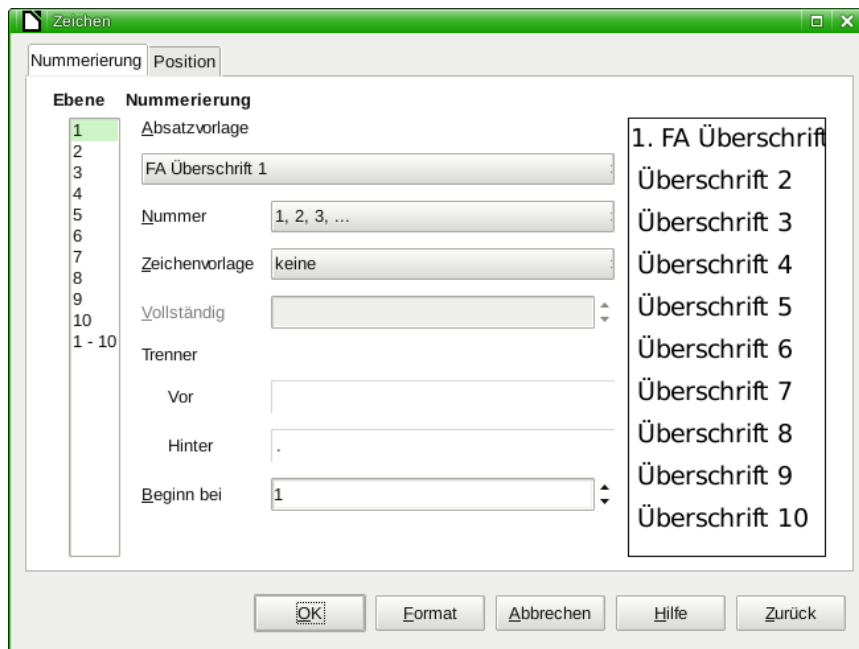 Zeichen
Nummerierung Position
Ebene Nummerierung
1
2
3
4
5
6
7
8
9
10
1 - 10
Absatzvorlage
FA Überschrift 1
Nummer 1, 2, 3, ...
Zeichenvorlage keine
Vollständig
Trenner
Vor
Hinter .
Beginn bei 1
1. FA Überschrift
Überschrift 2
Überschrift 3
Überschrift 4
Überschrift 5
Überschrift 6
Überschrift 7
Überschrift 8
Überschrift 9
Überschrift 10
OK Format Abbrechen Hilfe Zurück